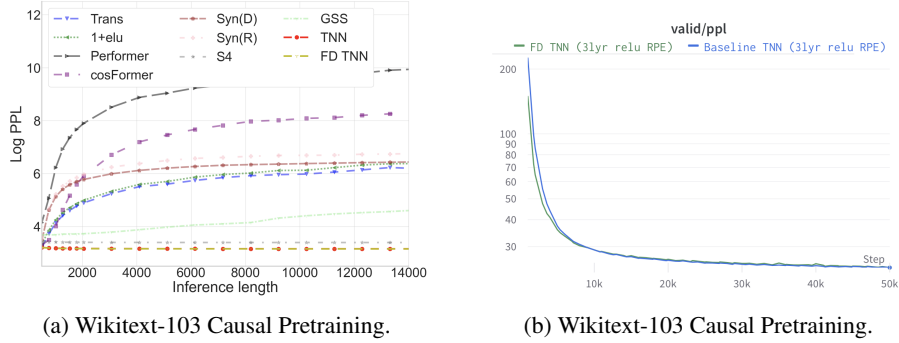 Trans
1+elu
Performer
cosFormer
Syn(D)
Syn(R)
S4
GSS
TNN
FD TNN
Log PPL
12
10
8
6
4
2000 4000 6000 8000 10000 12000 14000
Inference length
(a) Wikitext-103 Causal Pretraining.
valid/ppl
FD TNN (3lyr relu RPE) Baseline TNN (3lyr relu RPE)
200
100
90
80
70
60
50
40
30
Step
10k 20k 30k 40k 50k
(b) Wikitext-103 Causal Pretraining.